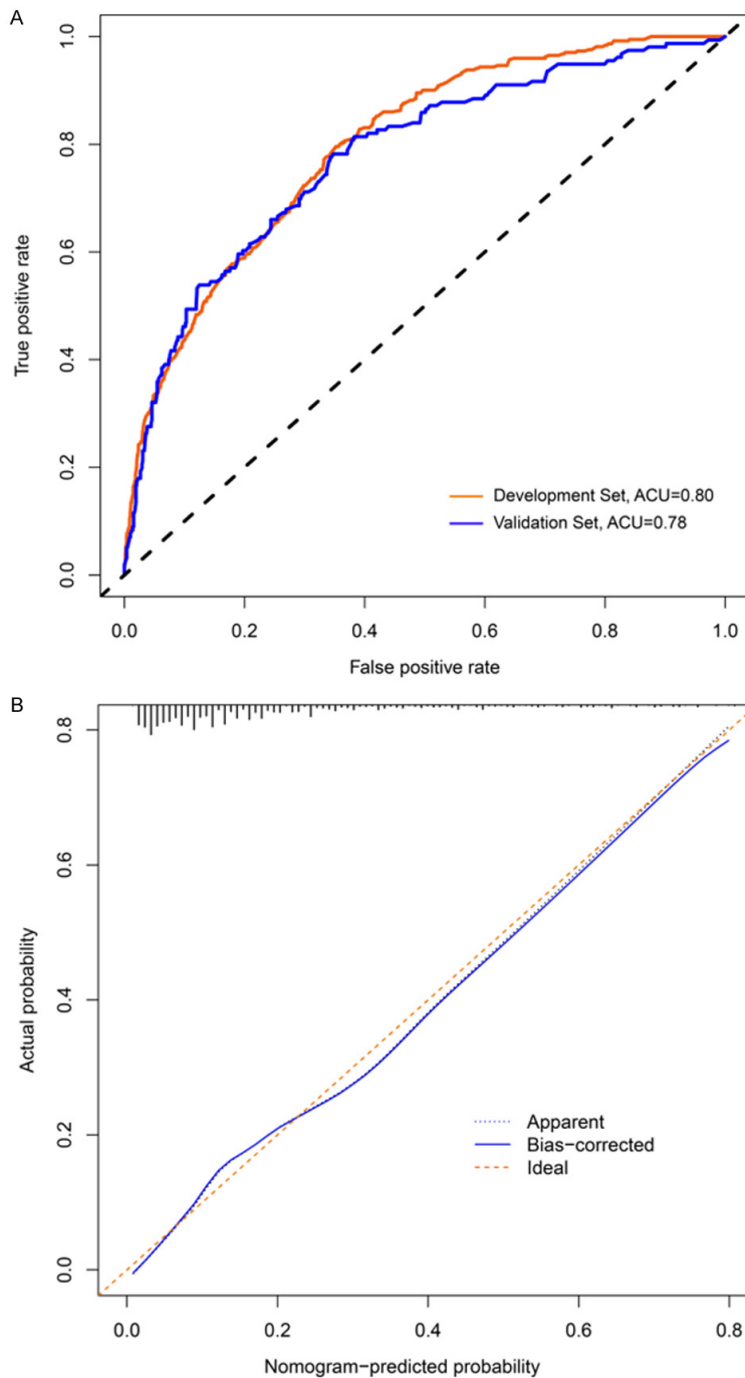 A
1.0
0.8
0.6
0.4
0.2
0.0
True positive rate
Development Set, ACU=0.80
Validation Set, ACU=0.78
0.0 0.2 0.4 0.6 0.8 1.0
False positive rate
B
0.8
0.6
0.4
0.2
0.0
Actual probability
Apparent
Bias−corrected
Ideal
0.0 0.2 0.4 0.6 0.8
Nomogram−predicted probability